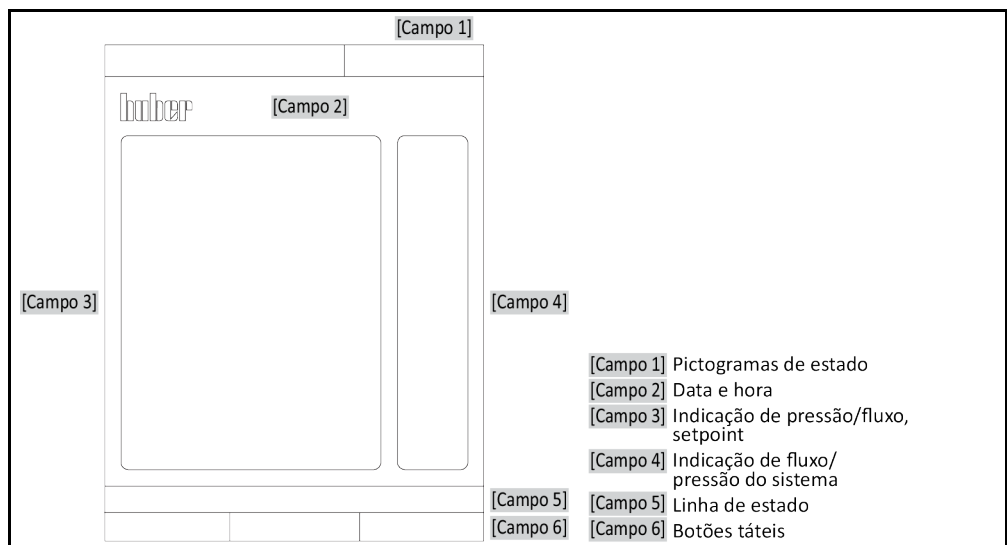 [Campo 1]
huber
[Campo 2]
[Campo 3]
[Campo 4]
[Campo 5]
[Campo 6]
[Campo 1] Pictogramas de estado
[Campo 2] Data e hora
[Campo 3] Indicação de pressão/fluxo,
setpoint
[Campo 4] Indicação de fluxo/
pressão do sistema
[Campo 5] Linha de estado
[Campo 6] Botões táteis